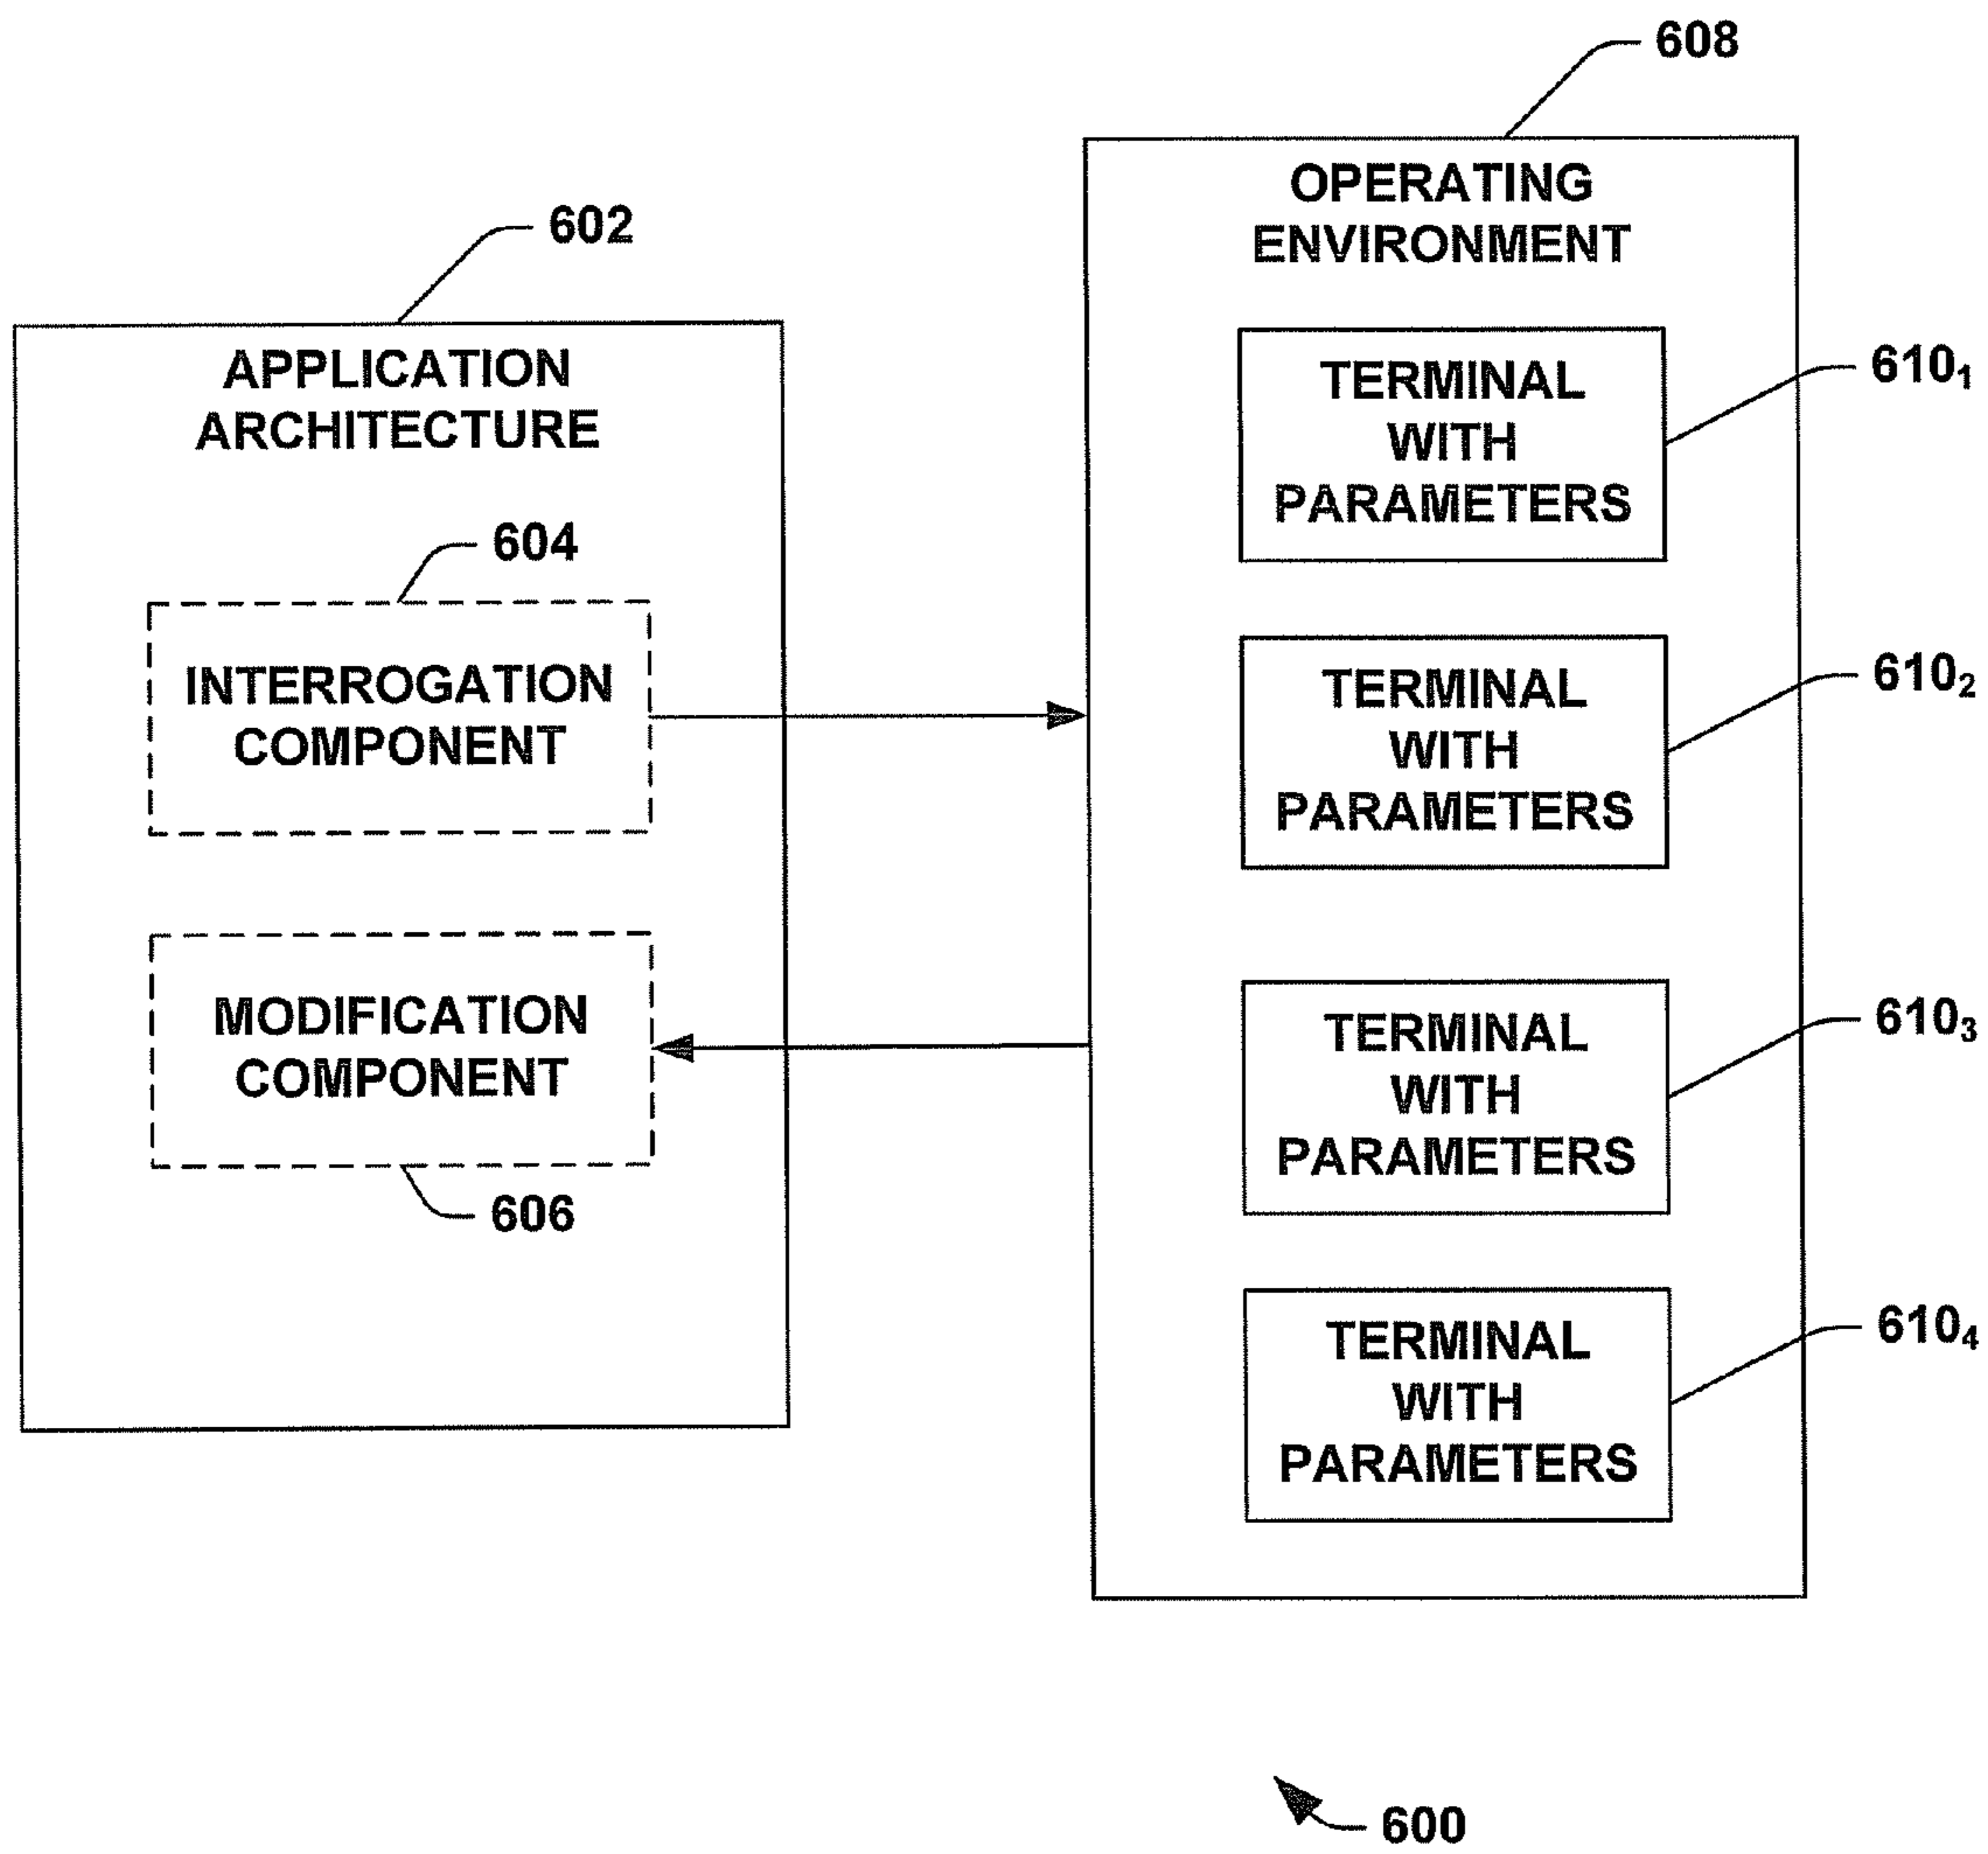 608
OPERATING
ENVIRONMENT
602
APPLICATION
ARCHITECTURE
TERMINAL
WITH
PARAMETERS
610₁
604
INTERROGATION
COMPONENT
TERMINAL
WITH
PARAMETERS
610₂
MODIFICATION
COMPONENT
606
TERMINAL
WITH
PARAMETERS
610₃
TERMINAL
WITH
PARAMETERS
610₄
600